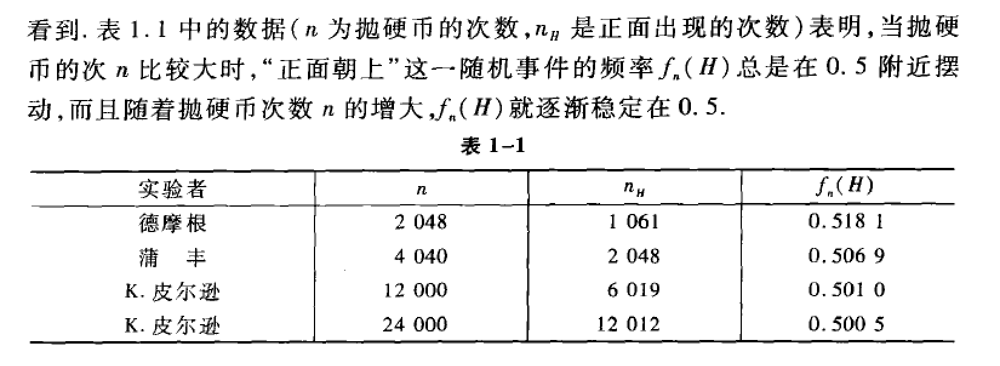 看到. 表 1.1 中的数据(n 为抛硬币的次数,n_H 是正面出现的次数)表明,当抛硬
币的次 n 比较大时,“正面朝上”这一随机事件的频率 f_n(H)总是在 0.5 附近摆
动,而且随着抛硬币次数 n 的增大,f_n(H)就逐渐稳定在 0.5.
表 1-1
实验者 n n_H f_n(H)
德摩根 2 048 1 061 0.518 1
蒲 丰 4 040 2 048 0.506 9
K. 皮尔逊 12 000 6 019 0.501 0
K. 皮尔逊 24 000 12 012 0.500 5